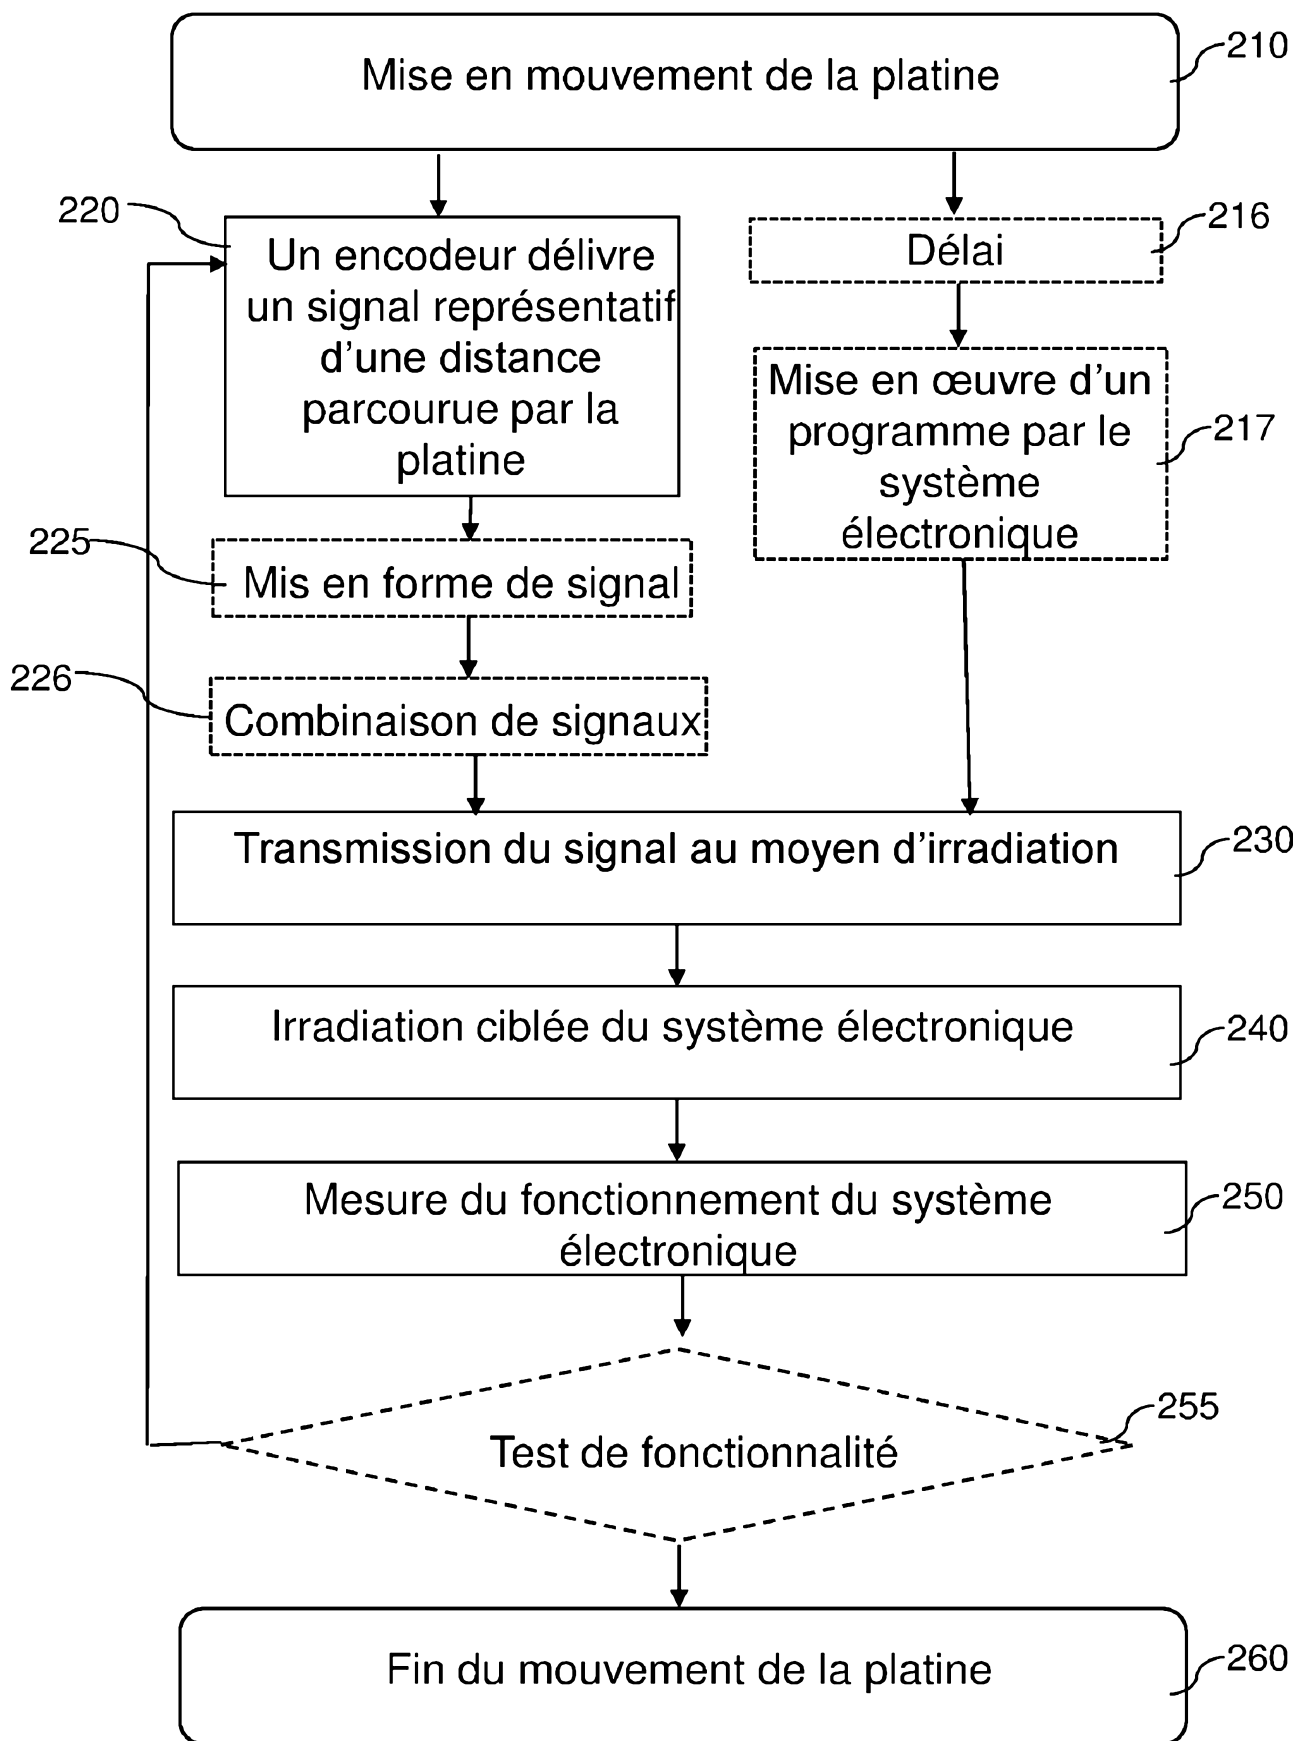 Mise en mouvement de la platine
210
220
Un encodeur délivre
un signal représentatif
d'une distance
parcourue par la
platine
216
Délai
Mise en œuvre d'un
programme par le
système
électronique
217
225
Mis en forme de signal
226
Combinaison de signaux
Transmission du signal au moyen d'irradiation
230
Irradiation ciblée du système électronique
240
Mesure du fonctionnement du système
électronique
250
Test de fonctionnalité
255
Fin du mouvement de la platine
260